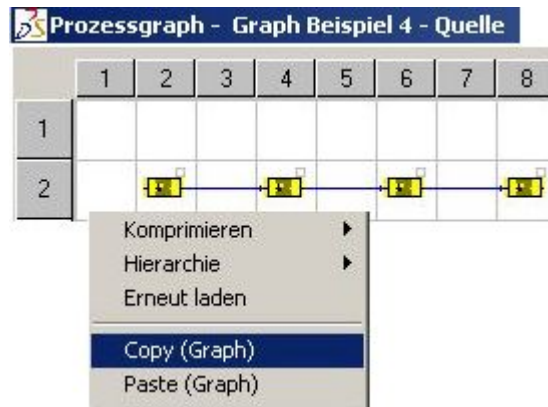 Prozessgraph - Graph Beispiel 4 - Quelle
1 2 3 4 5 6 7 8
1
2
Komprimieren
Hierarchie
Erneut laden
Copy (Graph)
Paste (Graph)